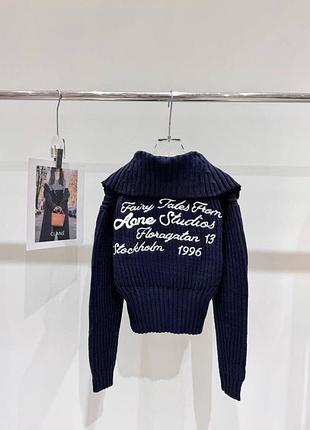 Fairy Tales From
Acne Studios
Floragatan 13
Stockholm 1996